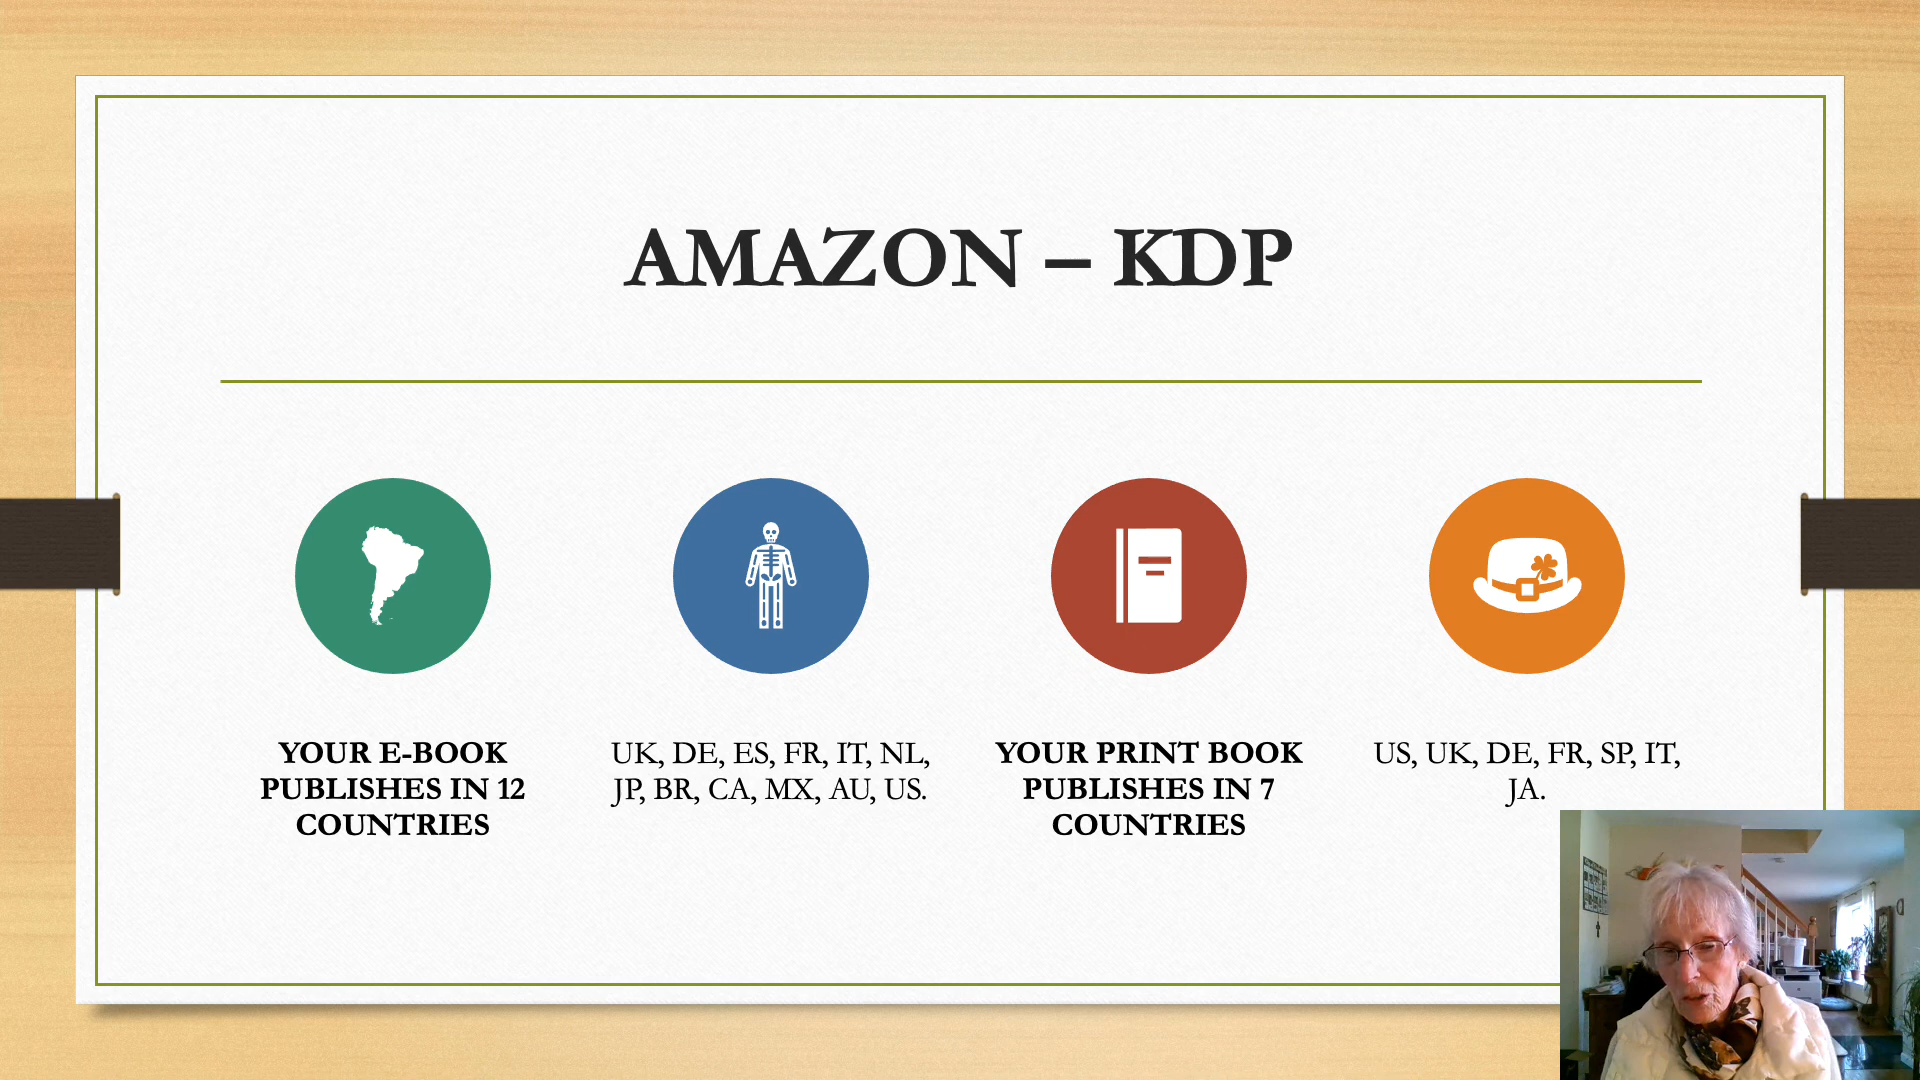 AMAZON – KDP
YOUR E-BOOK
PUBLISHES IN 12
COUNTRIES
UK, DE, ES, FR, IT, NL,
JP, BR, CA, MX, AU, US.
YOUR PRINT BOOK
PUBLISHES IN 7
COUNTRIES
US, UK, DE, FR, SP, IT,
JA.